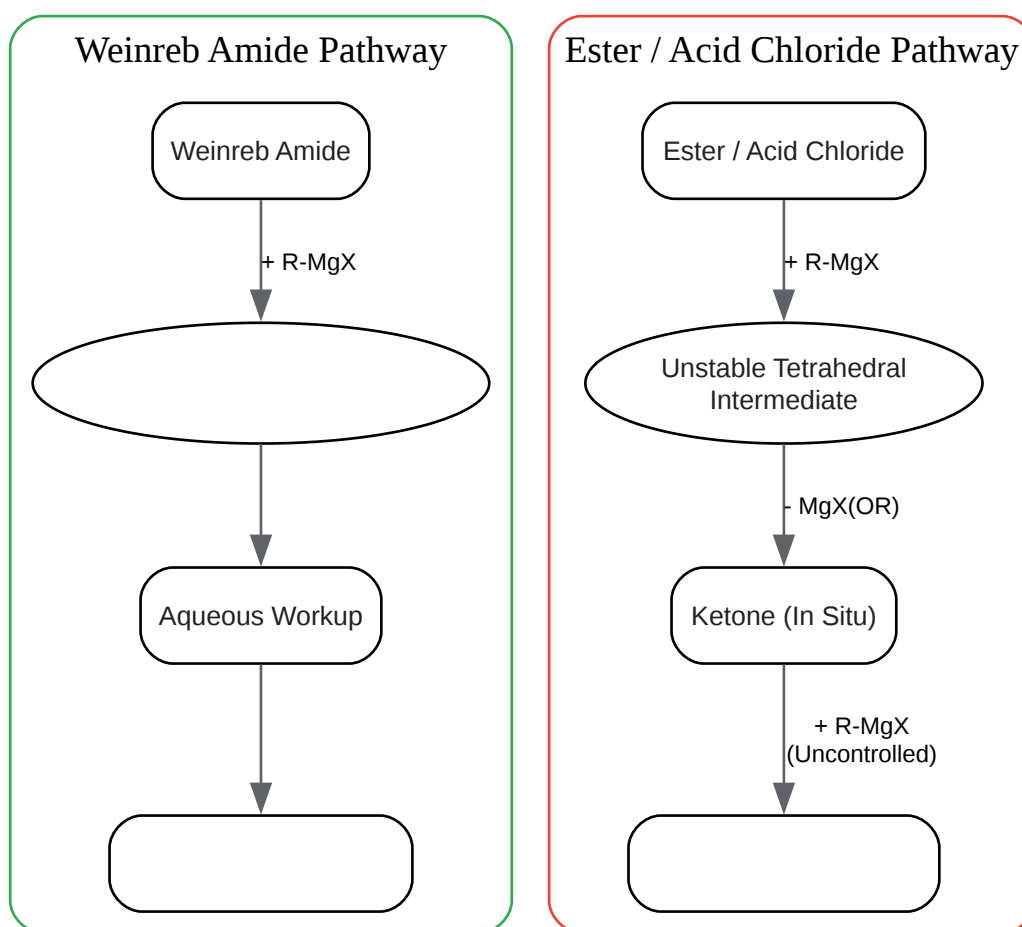 Weinreb Amide Pathway
Weinreb Amide
+ R-MgX
Aqueous Workup
Ester / Acid Chloride Pathway
Ester / Acid Chloride
+ R-MgX
Unstable Tetrahedral
Intermediate
- MgX(OR)
Ketone (In Situ)
+ R-MgX
(Uncontrolled)